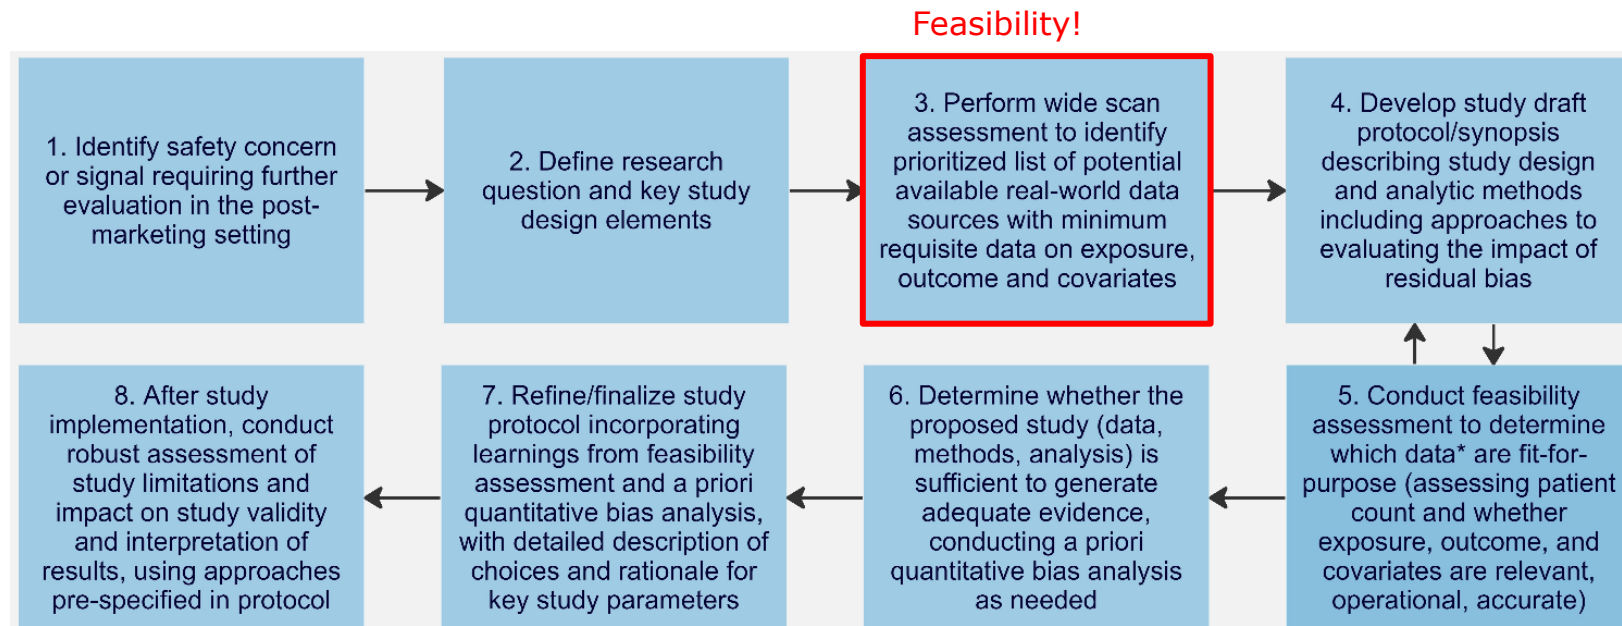 Feasibility!
1. Identify safety concern
or signal requiring further
evaluation in the post-
marketing setting
2. Define research
question and key study
design elements
3. Perform wide scan
assessment to identify
prioritized list of potential
available real-world data
sources with minimum
requisite data on exposure,
outcome and covariates
4. Develop study draft
protocol/synopsis
describing study design
and analytic methods
including approaches to
evaluating the impact of
residual bias
8. After study
implementation, conduct
robust assessment of
study limitations and
impact on study validity
and interpretation of
results, using approaches
pre-specified in protocol
7. Refine/finalize study
protocol incorporating
learnings from feasibility
assessment and a priori
quantitative bias analysis,
with detailed description of
choices and rationale for
key study parameters
6. Determine whether the
proposed study (data,
methods, analysis) is
sufficient to generate
adequate evidence,
conducting a priori
quantitative bias analysis
as needed
5. Conduct feasibility
assessment to determine
which data* are fit-for-
purpose (assessing patient
count and whether
exposure, outcome, and
covariates are relevant,
operational, accurate)